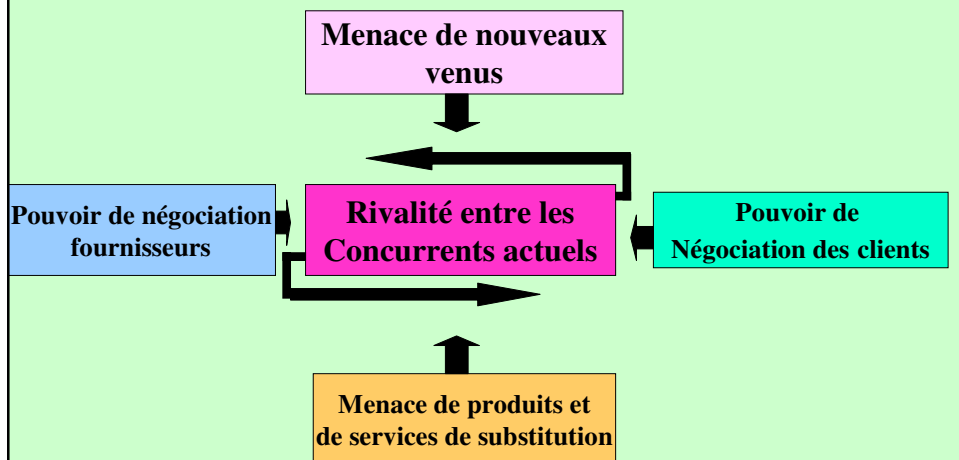 Menace de nouveaux
venus
Pouvoir de négociation
fournisseurs
Rivalité entre les
Concurrents actuels
Pouvoir de
Négociation des clients
Menace de produits et
de services de substitution